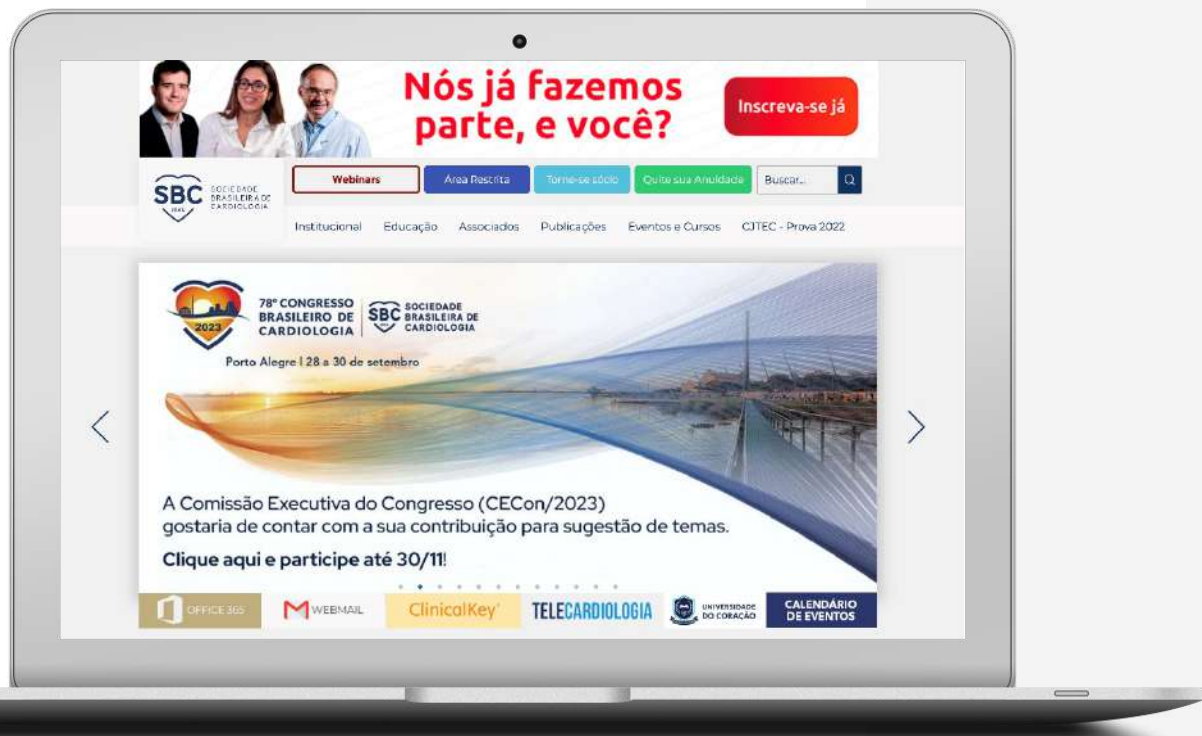 Nós já fazemos
parte, e você?
Inscreva-se já
SBC
SOCIEDADE
BRASILEIRA DE
CARDIOLOGIA
Webinars
Área Restrita
Torne-se sócio
Quite sua Anuidade
Buscar...
Institucional
Educação
Associados
Publicações
Eventos e Cursos
CJTEC - Prova 2022
2023
78º CONGRESSO
BRASILEIRO DE
CARDIOLOGIA
SBC
SOCIEDADE
BRASILEIRA DE
CARDIOLOGIA
Porto Alegre | 28 a 30 de setembro
A Comissão Executiva do Congresso (CECon/2023)
gostaria de contar com a sua contribuição para sugestão de temas.
Clique aqui e participe até 30/11!
OFFICE 365
WEBMAIL
ClinicalKey®
TELECARDIOLOGIA
UNIVERSIDADE
DO CORAÇÃO
CALENDÁRIO
DE EVENTOS